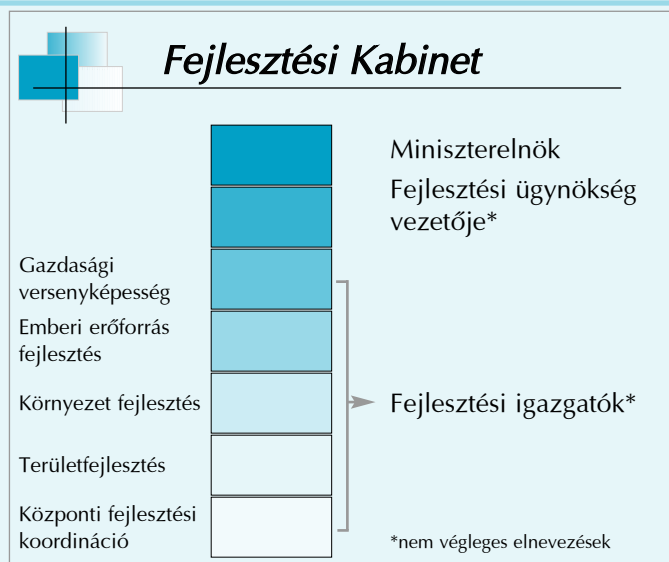 Fejlesztési Kabinet
Miniszterelnök
Fejlesztési ügynökség
vezetője*
Gazdasági
versenyképesség
Emberi erőforrás
fejlesztés
Környezet fejlesztés
Fejlesztési igazgatók*
Területfejlesztés
Központi fejlesztési
koordináció
*nem végleges elnevezések